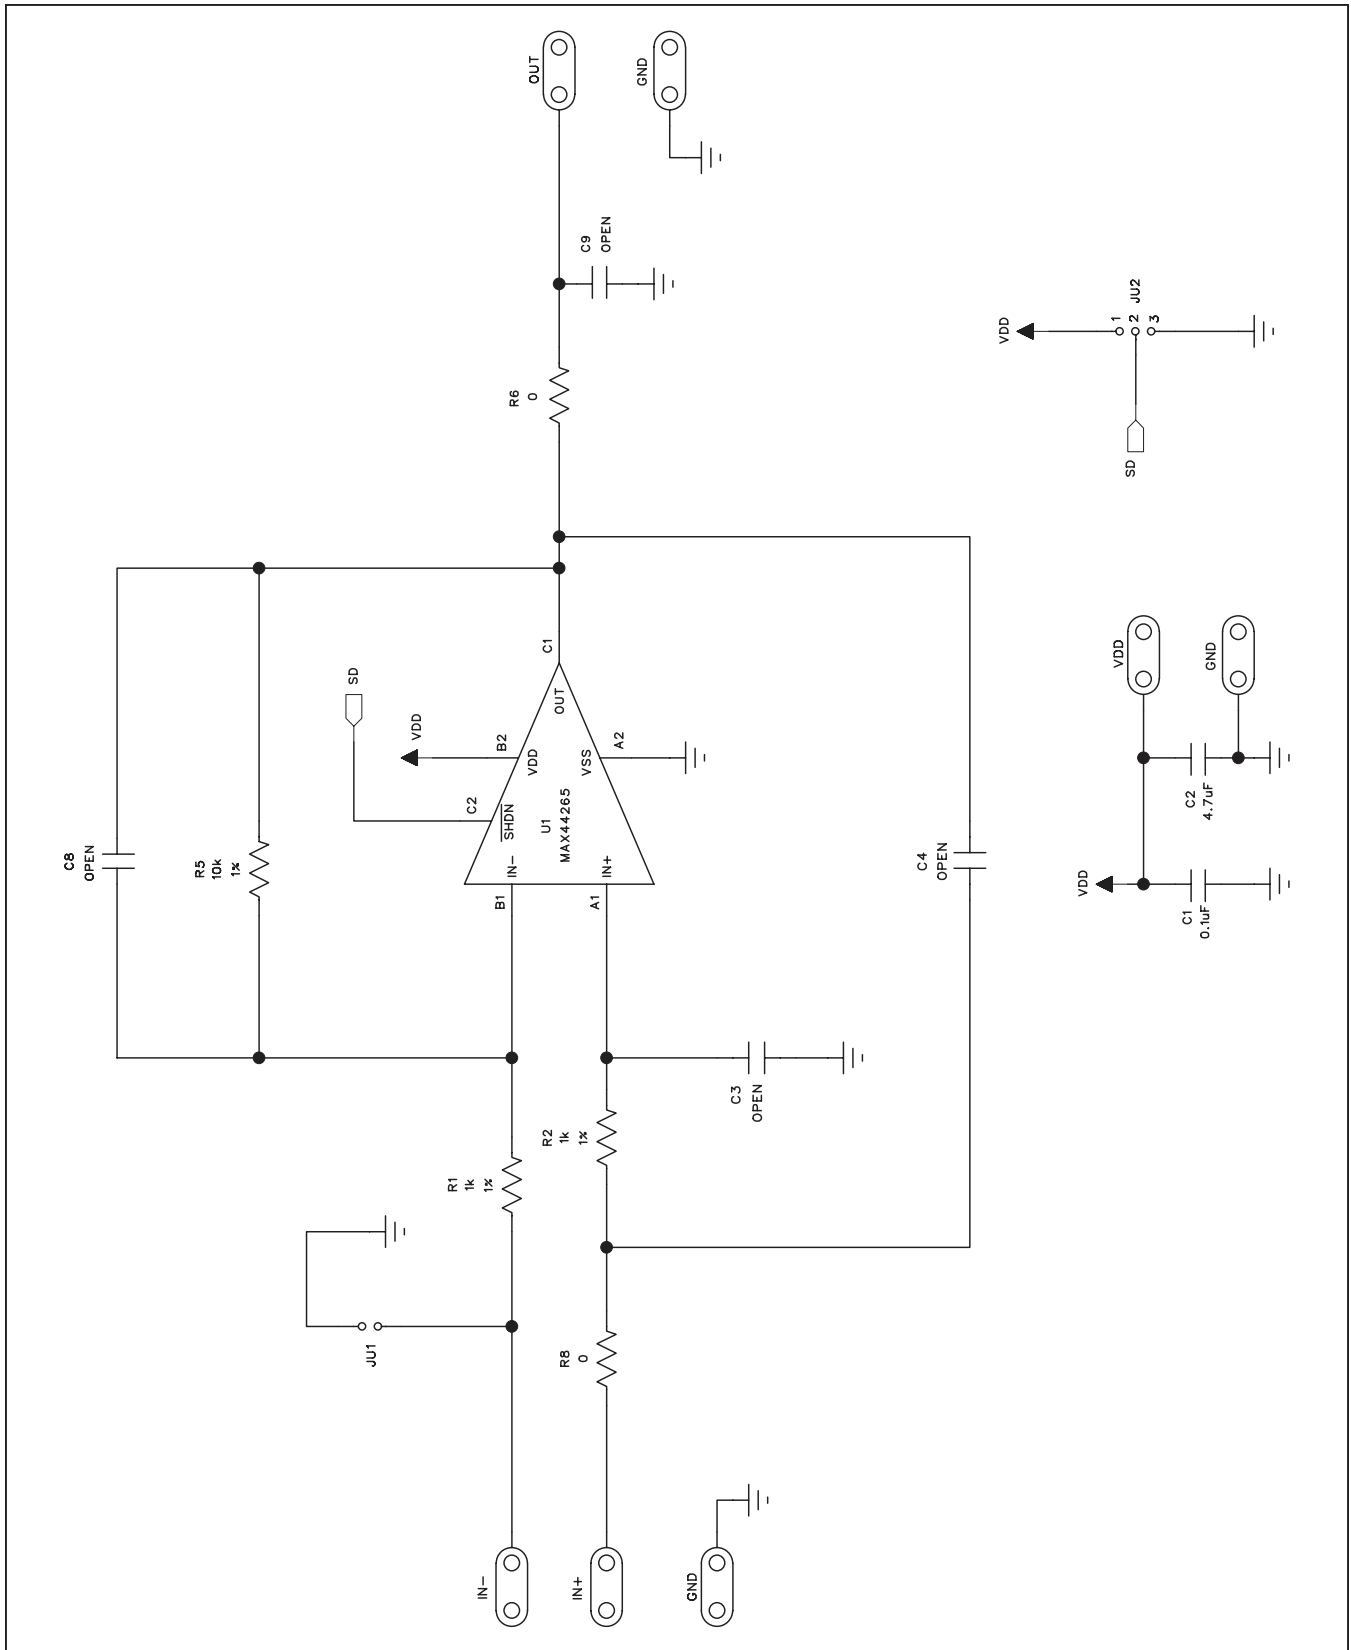 OUT
GND
C9
OPEN
R6
0
VDD
1
2
3
JU2
SD
C8
OPEN
R5
10k
1%
SD
VDD
C1
B2
C2
VDD
SHDN
OUT
VSS
A2
U1
MAX44265
IN-
IN+
B1
A1
C4
OPEN
VDD
GND
C2
4.7uF
VDD
C1
0.1uF
C3
OPEN
R2
1k
1%
R1
1k
1%
JU1
R8
0
IN-
IN+
GND